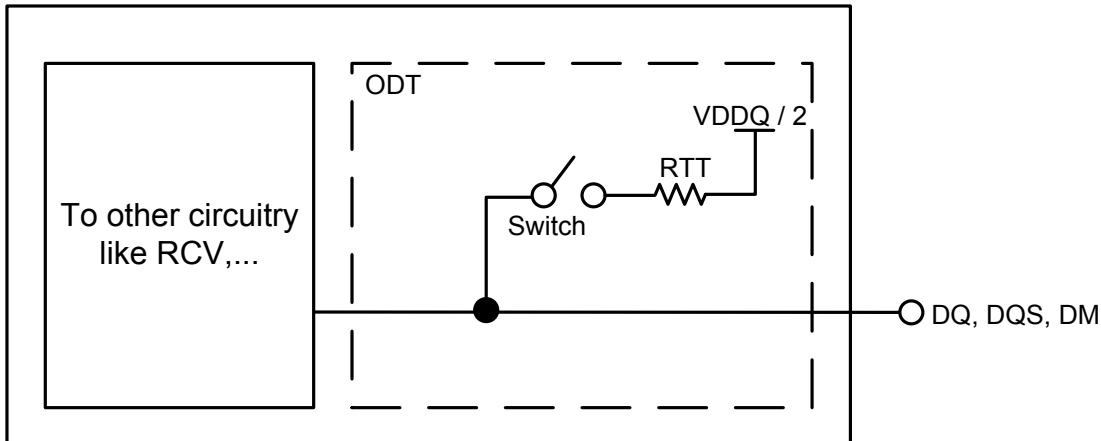 ODT
VDDQ / 2
RTT
Switch
To other circuitry
like RCV,...
DQ, DQS, DM